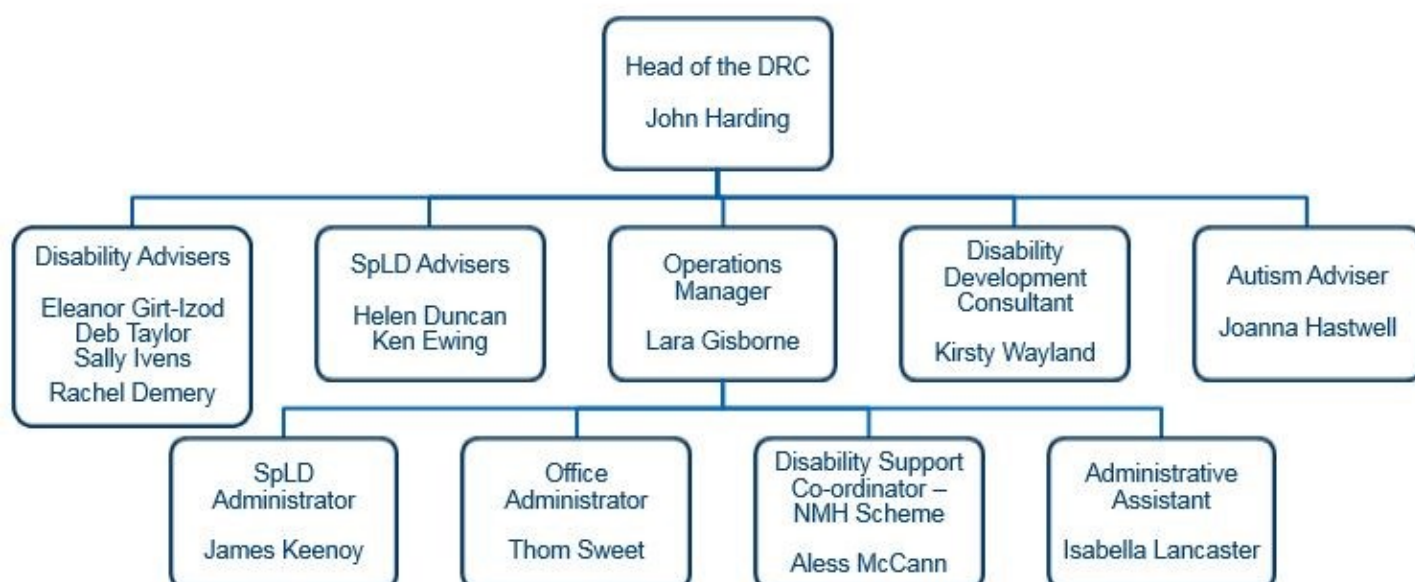 Head of the DRC
John Harding
Disability Advisers
Eleanor Girt-Izod
Deb Taylor
Sally Ivens
Rachel Demery
SpLD Advisers
Helen Duncan
Ken Ewing
Operations
Manager
Lara Gisborne
Disability
Development
Consultant
Kirsty Wayland
Autism Adviser
Joanna Hastwell
SpLD
Administrator
James Keenoy
Office
Administrator
Thom Sweet
Disability Support
Co-ordinator –
NMH Scheme
Aless McCann
Administrative
Assistant
Isabella Lancaster